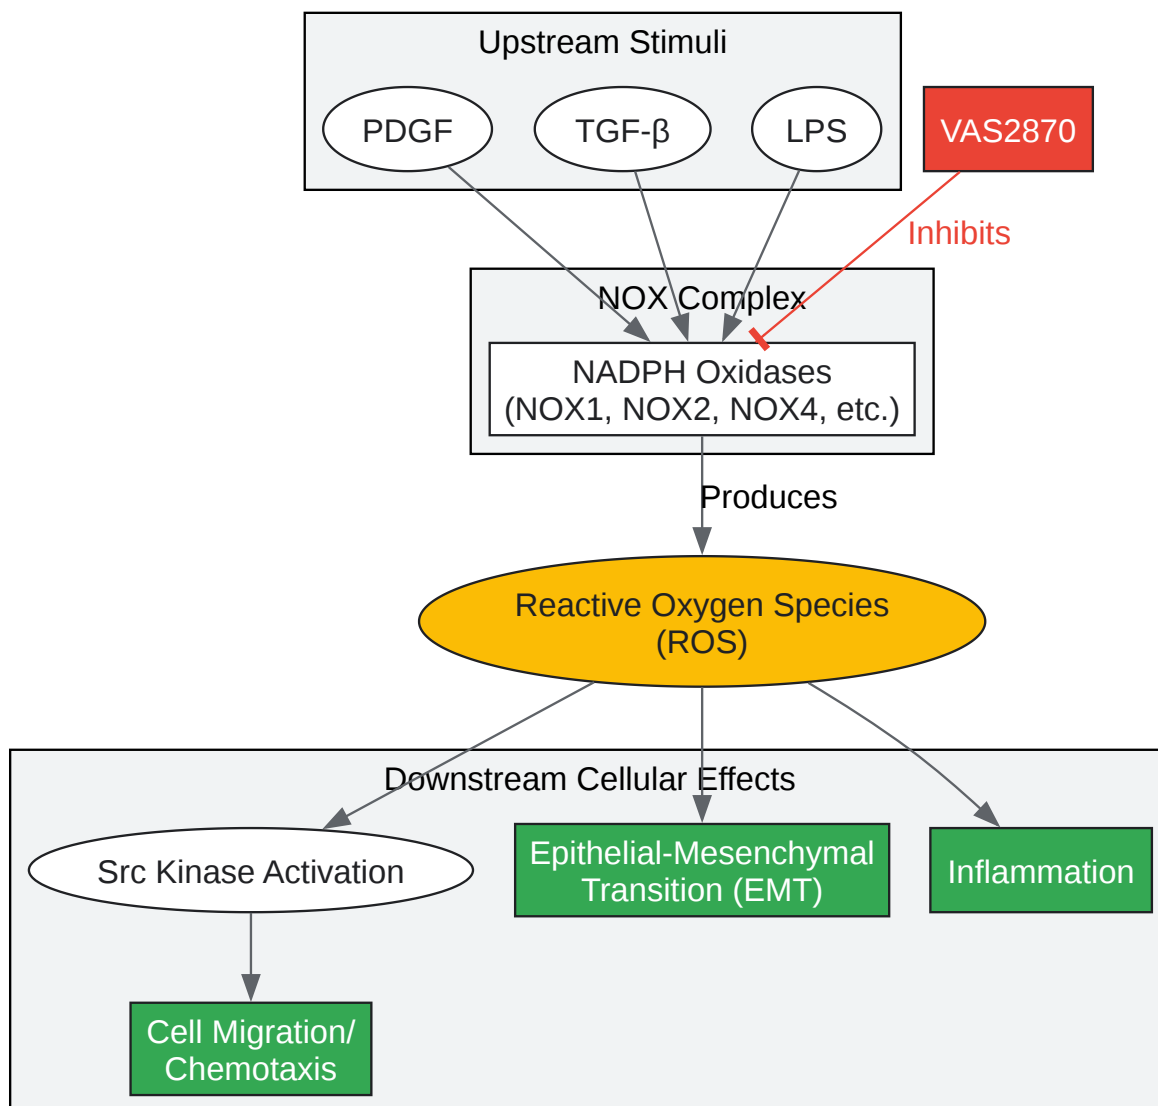 Upstream Stimuli
PDGF
TGF-β
LPS
VAS2870
Inhibits
NOX Complex
NADPH Oxidases
(NOX1, NOX2, NOX4, etc.)
Produces
Reactive Oxygen Species
(ROS)
Downstream Cellular Effects
Src Kinase Activation
Epithelial-Mesenchymal
Transition (EMT)
Inflammation
Cell Migration/
Chemotaxis